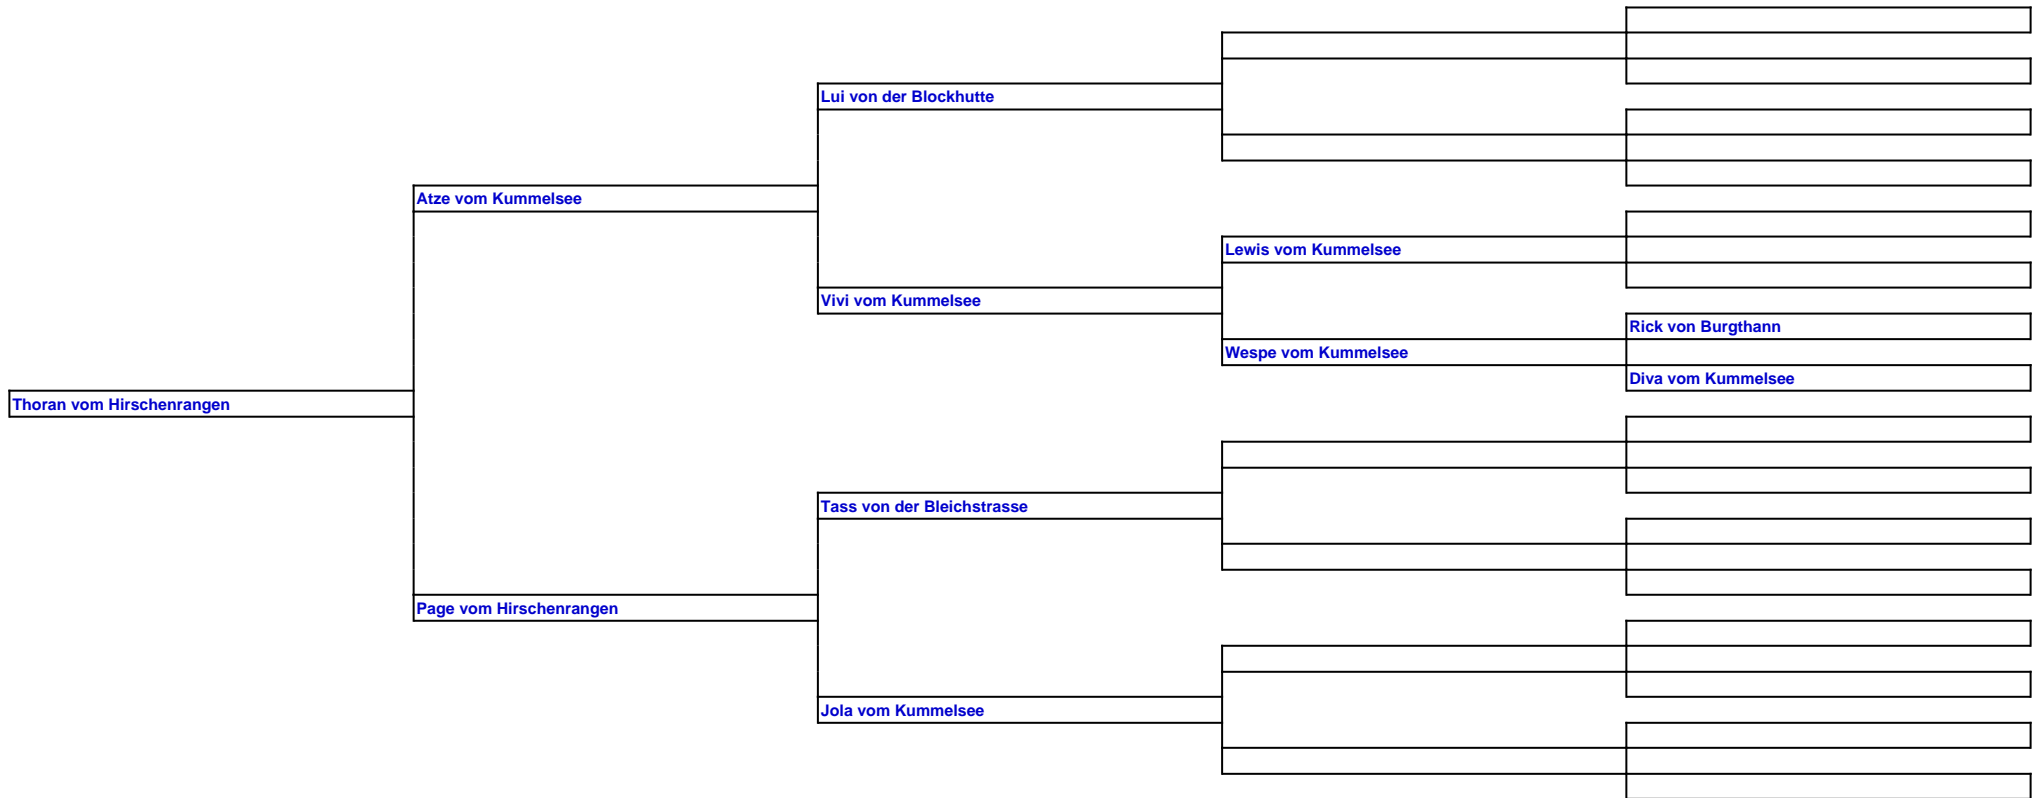 Lui von der Blockhutte
Atze vom Kummelsee
Lewis vom Kummelsee
Vivi vom Kummelsee
Rick von Burgthann
Wespe vom Kummelsee
Diva vom Kummelsee
Thoran vom Hirschenrangen
Tass von der Bleichstrasse
Page vom Hirschenrangen
Jola vom Kummelsee